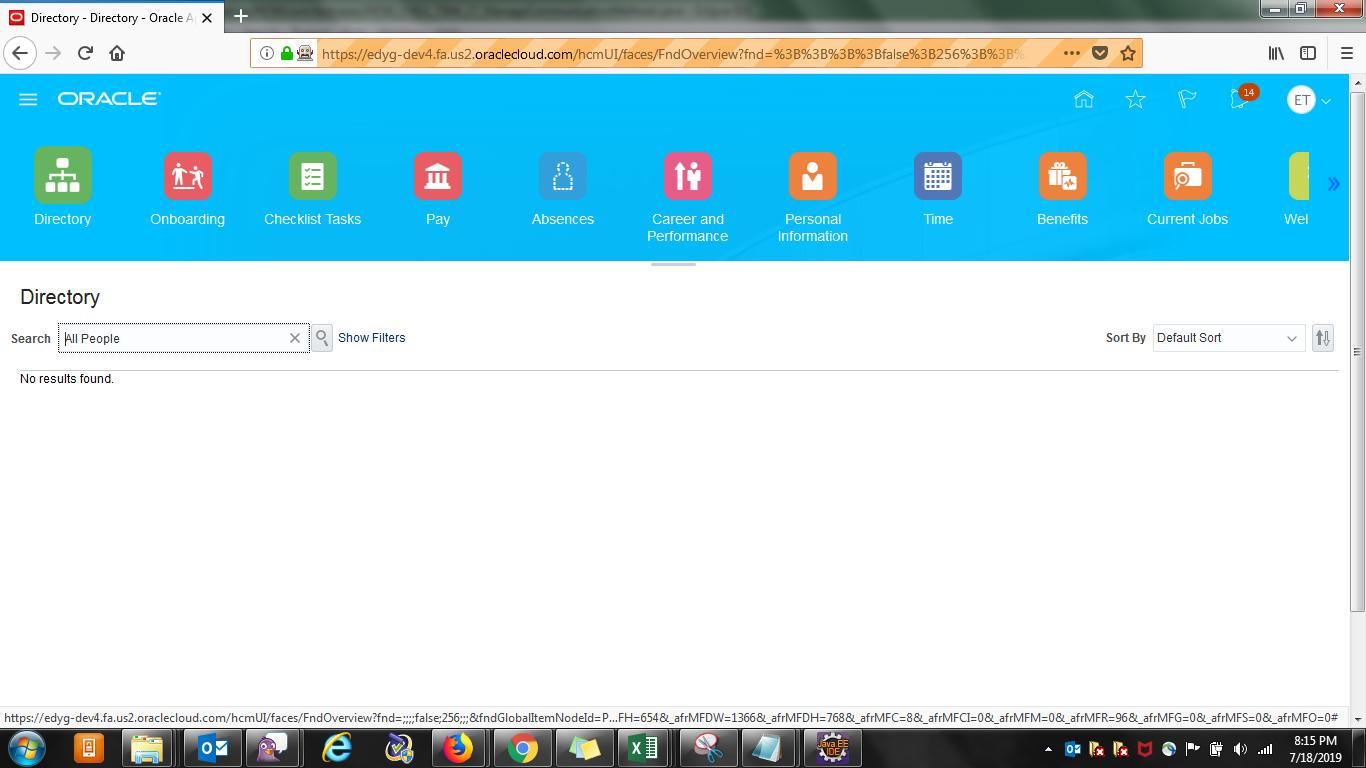 Directory - Directory - Oracle A
https://edyg-dev4.fa.us2.oraclecloud.com/hcmUI/faces/FndOverview?fnd=%3B%3B%3B%3Bfalse%3B256%3B%3B%
ORACLE
14
ET
Directory
Onboarding
Checklist Tasks
Pay
Absences
Career and
Performance
Personal
Information
Time
Benefits
Current Jobs
Wel
Directory
Search
All People
Show Filters
Sort By
Default Sort
No results found.
https://edyg-dev4.fa.us2.oraclecloud.com/hcmUI/faces/FndOverview?fnd=;;;;false;256;;;&fndGlobalItemNodeId=P...FH=654&_afrMFDW=1366&_afrMFDH=768&_afrMFC=8&_afrMFCI=0&_afrMFM=0&_afrMFR=96&_afrMFG=0&_afrMFS=0&_afrMFO=0#
Java EE
IDE
8:15 PM
7/18/2019